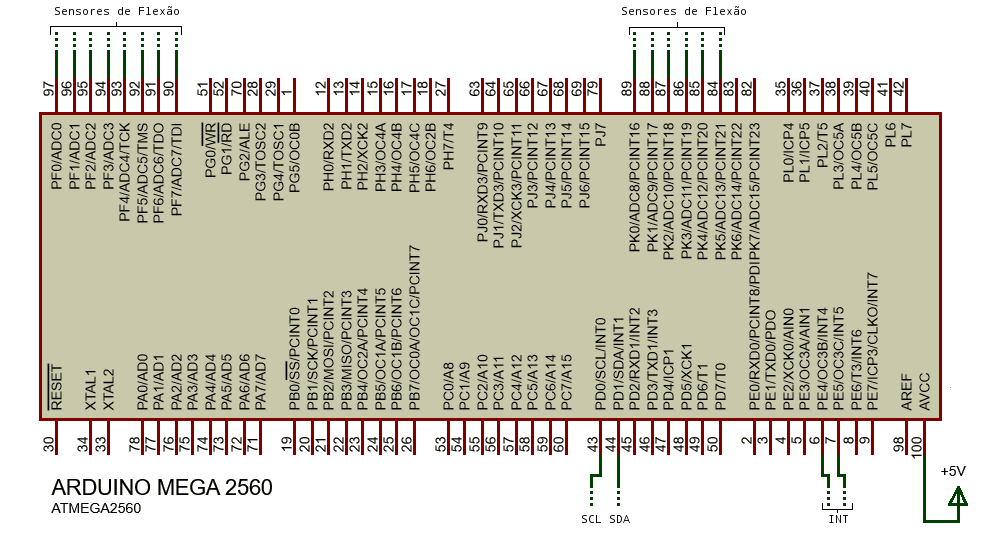 Sensores de Flexão
Sensores de Flexão
97 96 95 94 93 92 91 90 51 52 70 28 29 1 12 13 14 15 16 17 18 27 63 64 65 66 67 68 69 79 89 88 87 86 85 84 83 82 35 36 37 38 39 40 41 42
PF0/ADC0
PF1/ADC1
PF2/ADC2
PF3/ADC3
PF4/ADC4/TCK
PF5/ADC5/TMS
PF6/ADC6/TDO
PF7/ADC7/TDI
PG0/WR
PG1/RD
PG2/ALE
PG3/TOSC2
PG4/TOSC1
PG5/OC0B
PH0/RXD2
PH1/TXD2
PH2/XCK2
PH3/OC4A
PH4/OC4B
PH5/OC4C
PH6/OC2B
PH7/T4
PJ0/RXD3/PCINT9
PJ1/TXD3/PCINT10
PJ2/XCK3/PCINT11
PJ3/PCINT12
PJ4/PCINT13
PJ5/PCINT14
PJ6/PCINT15
PJ7
PK0/ADC8/PCINT16
PK1/ADC9/PCINT17
PK2/ADC10/PCINT18
PK3/ADC11/PCINT19
PK4/ADC12/PCINT20
PK5/ADC13/PCINT21
PK6/ADC14/PCINT22
PK7/ADC15/PCINT23
PL0/ICP4
PL1/ICP5
PL2/T5
PL3/OC5A
PL4/OC5B
PL5/OC5C
PL6
PL7
RESET
XTAL1
XTAL2
PA0/AD0
PA1/AD1
PA2/AD2
PA3/AD3
PA4/AD4
PA5/AD5
PA6/AD6
PA7/AD7
PB0/SS/PCINT0
PB1/SCK/PCINT1
PB2/MOSI/PCINT2
PB3/MISO/PCINT3
PB4/OC2A/PCINT4
PB5/OC1A/PCINT5
PB6/OC1B/PCINT6
PB7/OC0A/OC1C/PCINT7
PC0/A8
PC1/A9
PC2/A10
PC3/A11
PC4/A12
PC5/A13
PC6/A14
PC7/A15
PD0/SCL/INT0
PD1/SDA/INT1
PD2/RXD1/INT2
PD3/TXD1/INT3
PD4/ICP1
PD5/XCK1
PD6/T1
PD7/T0
PE0/RXD0/PCINT8/PDI
PE1/TXD0/PDO
PE2/XCK0/AIN0
PE3/OC3A/AIN1
PE4/OC3B/INT4
PE5/OC3C/INT5
PE6/T3/INT6
PE7/ICP3/CLKO/INT7
AREF
AVCC
30 34 33 78 77 76 75 74 73 72 71 19 20 21 22 23 24 25 26 53 54 55 56 57 58 59 60 43 44 45 46 47 48 49 50 2 3 4 5 6 7 8 9 98 100
+5V
ARDUINO MEGA 2560
ATMEGA2560
SCL SDA
INT